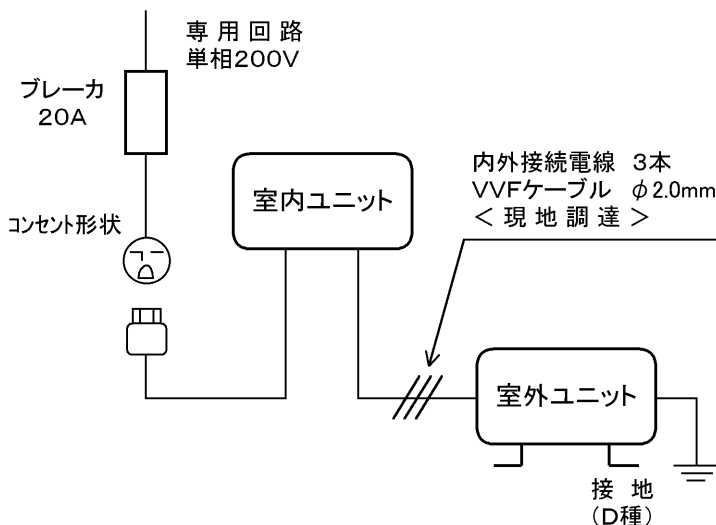 専用回路
単相200V
ブレーカ
20A
コンセント形状
室内ユニット
内外接続電線 3本
VVFケーブル φ2.0mm
<現地調達>
室外ユニット
接地
(D種)